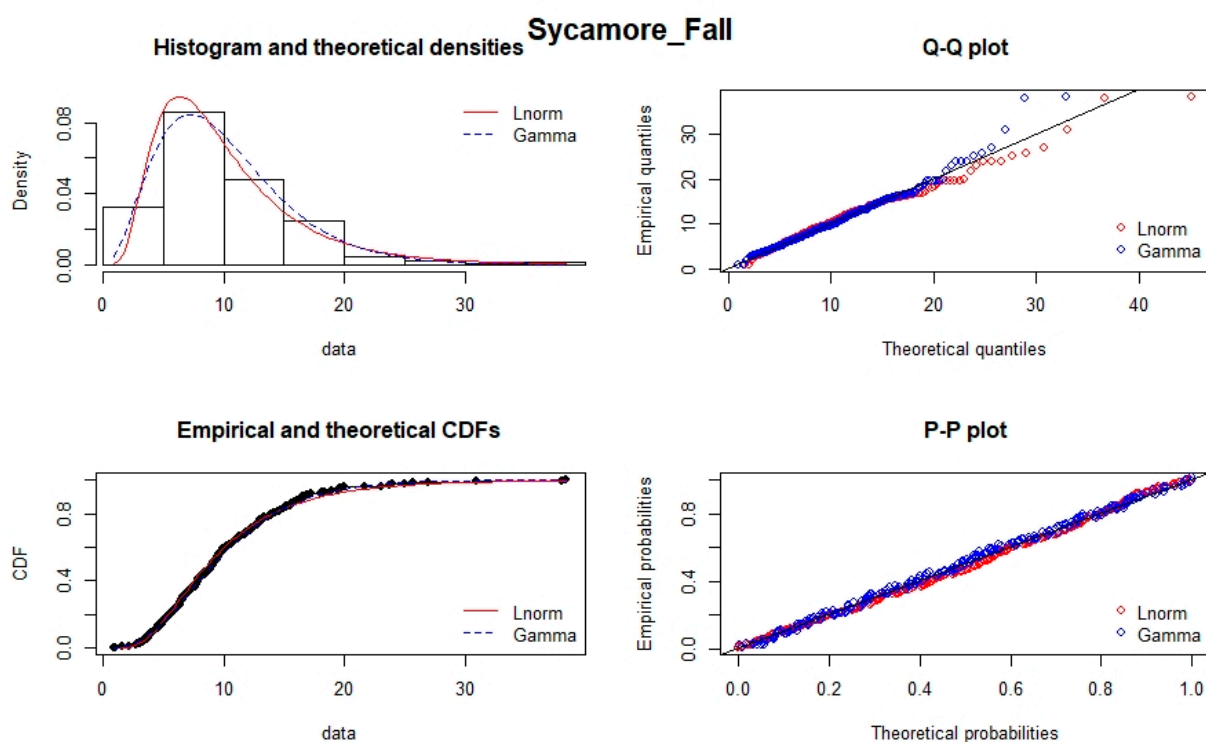 Sycamore_Fall
Histogram and theoretical densities
Density
0.00 0.04 0.08
Lnorm
Gamma
0 10 20 30
data
Q-Q plot
Empirical quantiles
0 10 20 30
Lnorm
Gamma
0 10 20 30 40
Theoretical quantiles
Empirical and theoretical CDFs
CDF
0.0 0.4 0.8
Lnorm
Gamma
0 10 20 30
data
P-P plot
Empirical probabilities
0.0 0.4 0.8
Lnorm
Gamma
0.0 0.2 0.4 0.6 0.8 1.0
Theoretical probabilities